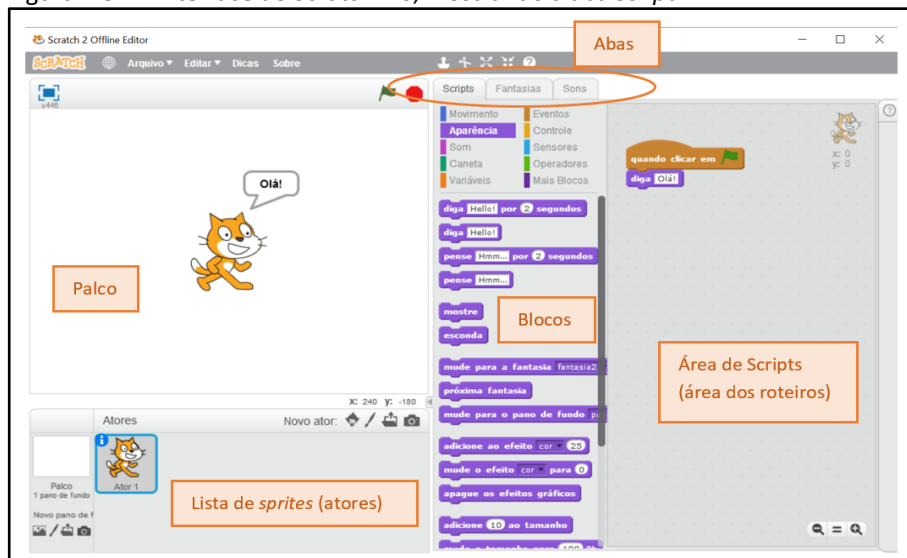 Scratch 2 Offline Editor
SCRATCH Arquivo Editar Dicas Sobre
Abas
v446
Scripts Fantasias Sons
Movimento Eventos
Aparência Controle
Som Sensores
Caneta Operadores
Variáveis Mais Blocos
x: 0
y: 0
quando clicar em
diga Olá!
Olá!
Palco
diga Hello! por 2 segundos
diga Hello!
pense Hmm... por 2 segundos
pense Hmm...
mostre
esconda
Blocos
mude para a fantasia fantasia2
próxima fantasia
mude para o pano de fundo
adicione ao efeito cor 25
mude o efeito cor para 0
apague os efeitos gráficos
adicione 10 ao tamanho
Área de Scripts
(área dos roteiros)
x: 240 y: -180
Atores Novo ator:
Ator 1
Palco
1 pano de fundo
Novo pano de f
Lista de sprites (atores)